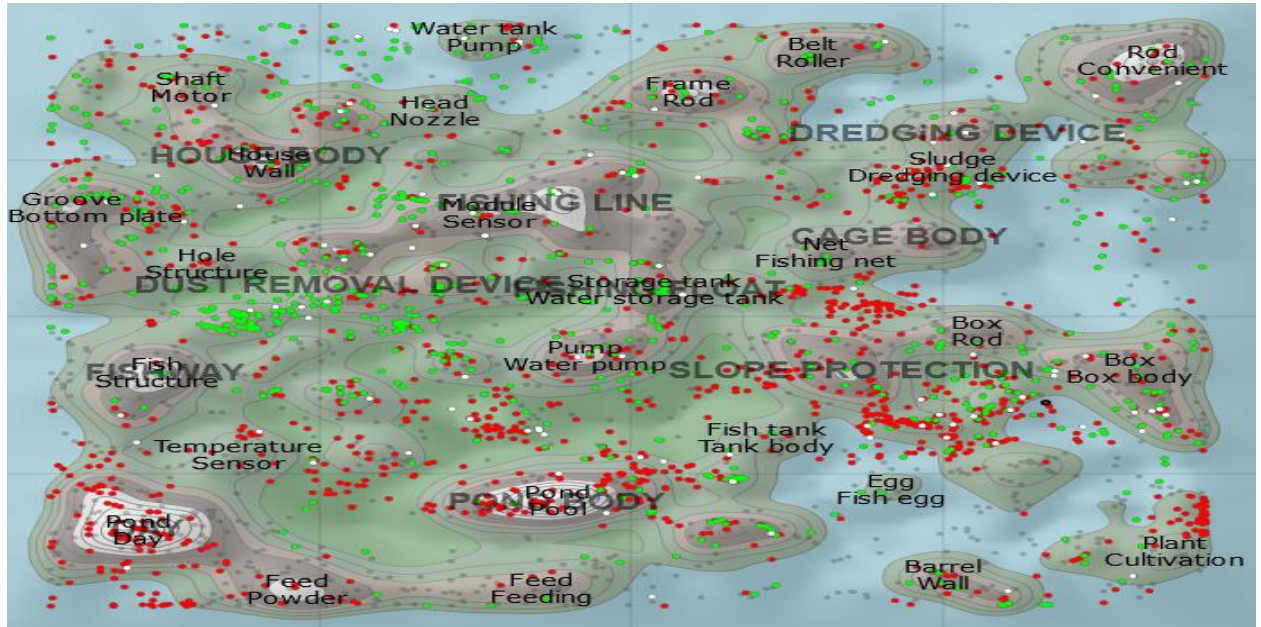 Water tank
Pump
Belt
Roller
Rod
Convenient
Shaft
Motor
Frame
Rod
Head
Nozzle
DREDGING DEVICE
HOUSE BODY
House
Wall
Sludge
Dredging device
Groove
Bottom plate
FISHING LINE
Module
Sensor
CAGE BODY
Net
Fishing net
Hole
Structure
DUST REMOVAL DEVICE
Storage tank
Water storage tank
Box
Rod
Pump
Water pump
FISHWAY
Fish
Structure
SLOPE PROTECTION
Box
Box body
Fish tank
Tank body
Temperature
Sensor
Egg
Fish egg
POND BODY
Pond
Pool
Pond
Day
Plant
Cultivation
Barrel
Wall
Feed
Powder
Feed
Feeding